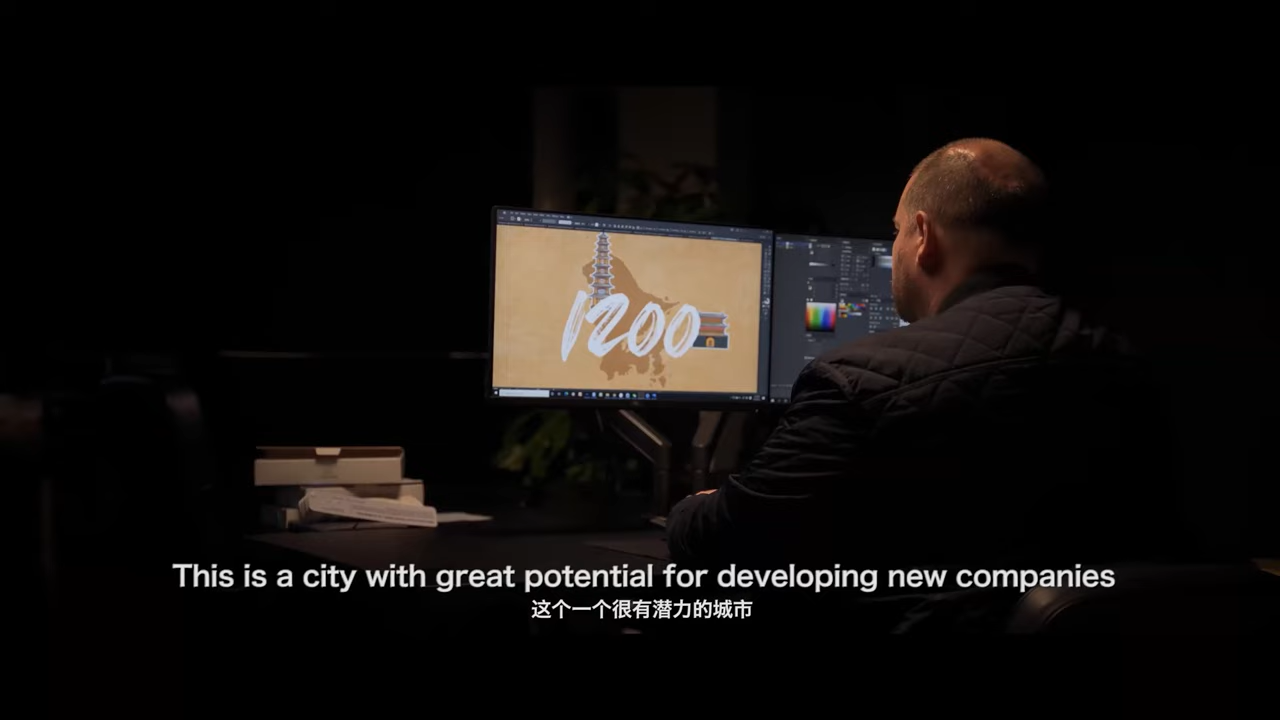 1200
This is a city with great potential for developing new companies
这个一个很有潜力的城市